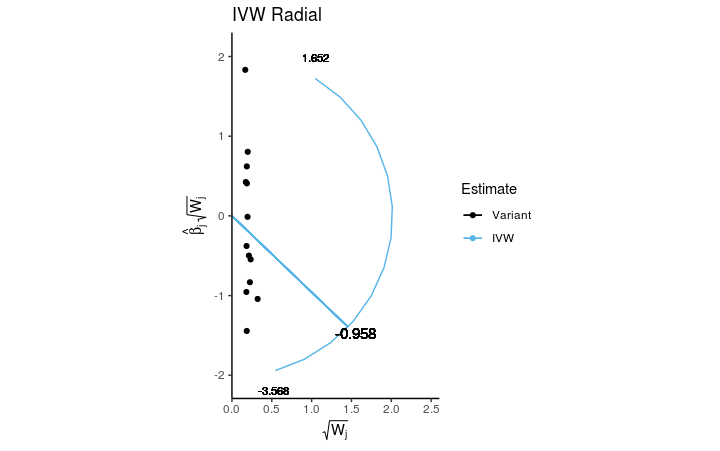 IVW Radial
1.652
2
1
0
-1
-2
β̂j√Wj
-0.958
-3.568
0.0 0.5 1.0 1.5 2.0 2.5
√Wj
Estimate
Variant
IVW